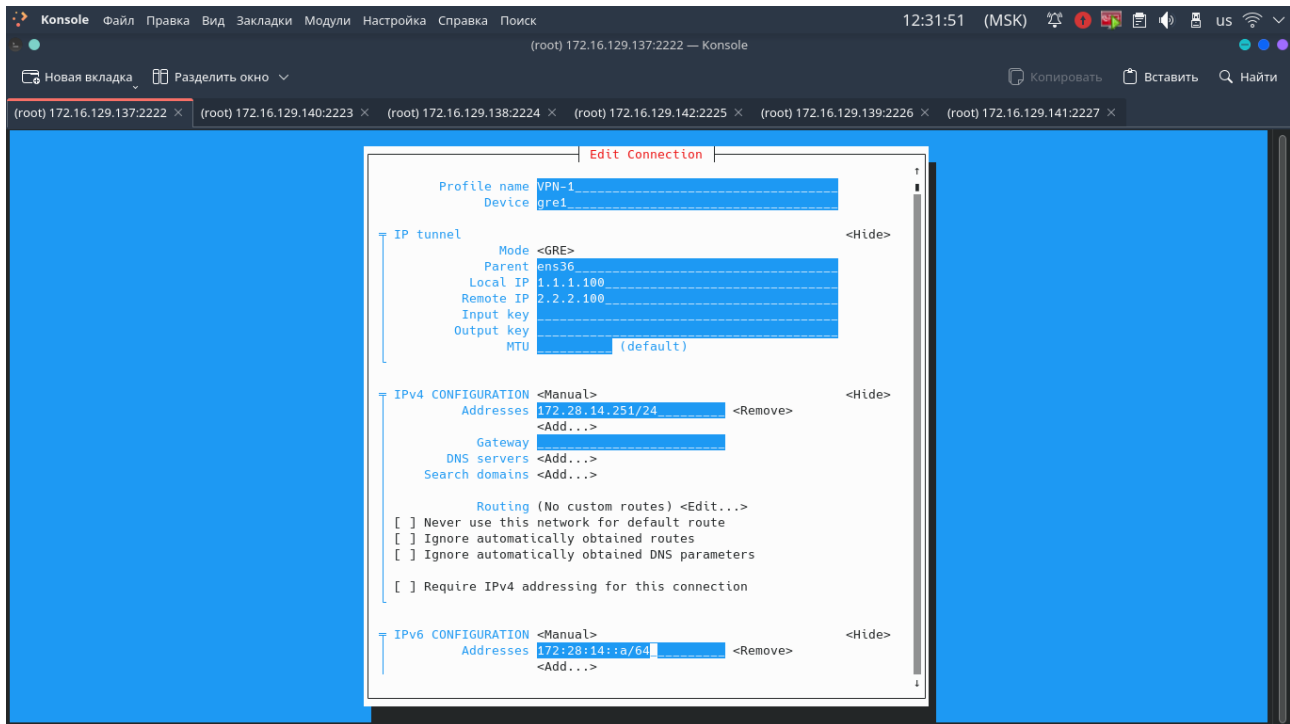 Konsole Файл Правка Вид Закладки Модули Настройка Справка Поиск 12:31:51 (MSK) us
(root) 172.16.129.137:2222 — Konsole
Новая вкладка Разделить окно Копировать Вставить Найти
(root) 172.16.129.137:2222 (root) 172.16.129.140:2223 (root) 172.16.129.138:2224 (root) 172.16.129.142:2225 (root) 172.16.129.139:2226 (root) 172.16.129.141:2227
Edit Connection
Profile name VPN-1
Device gre1
IP tunnel <Hide>
Mode <GRE>
Parent ens36
Local IP 1.1.1.100
Remote IP 2.2.2.100
Input key
Output key
MTU (default)
IPv4 CONFIGURATION <Manual> <Hide>
Addresses 172.28.14.251/24 <Remove>
<Add...>
Gateway
DNS servers <Add...>
Search domains <Add...>
Routing (No custom routes) <Edit...>
[ ] Never use this network for default route
[ ] Ignore automatically obtained routes
[ ] Ignore automatically obtained DNS parameters
[ ] Require IPv4 addressing for this connection
IPv6 CONFIGURATION <Manual> <Hide>
Addresses 172:28:14::a/64 <Remove>
<Add...>